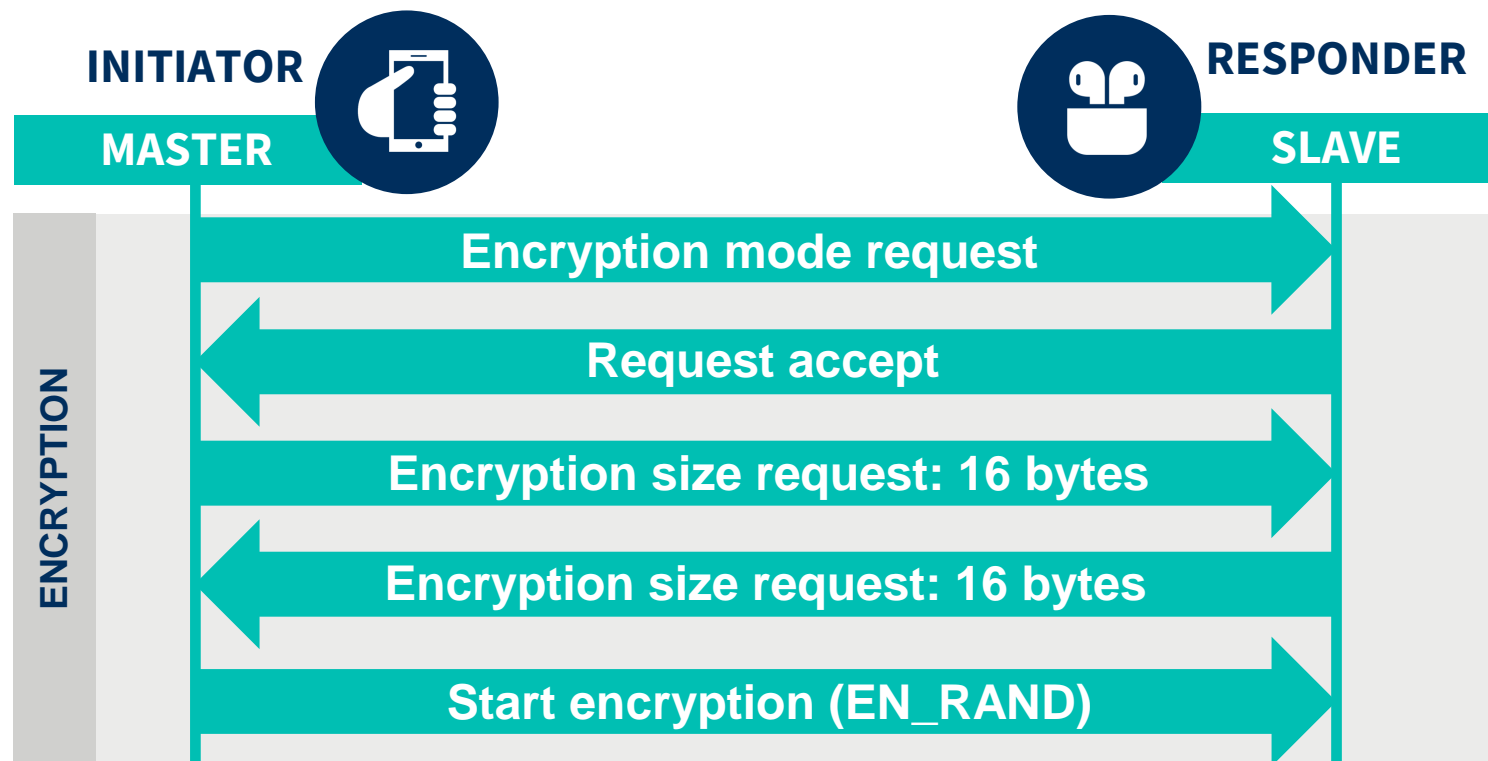 INITIATOR
RESPONDER
MASTER
SLAVE
ENCRYPTION
Encryption mode request
Request accept
Encryption size request: 16 bytes
Encryption size request: 16 bytes
Start encryption (EN_RAND)